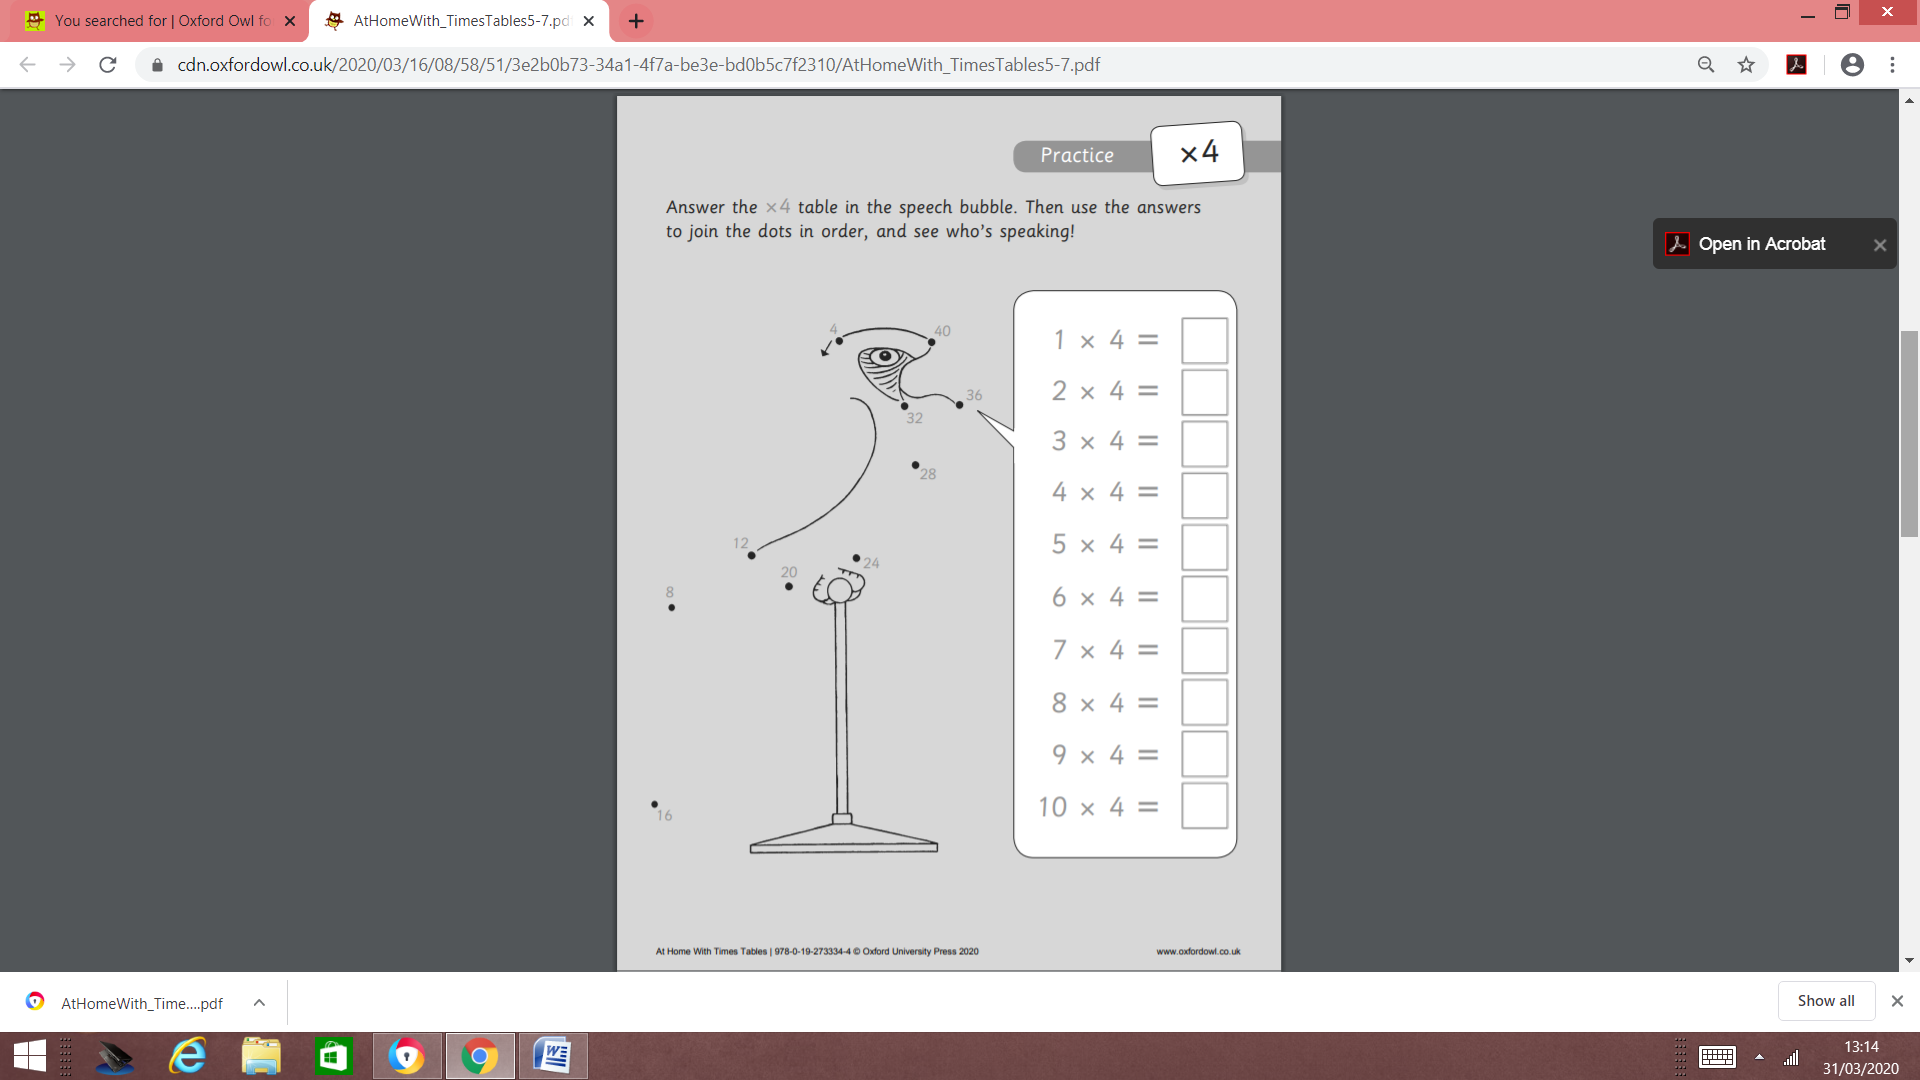 You searched for | Oxford Owl fo
AtHomeWith_TimesTables5-7.pd
cdn.oxfordowl.co.uk/2020/03/16/08/58/51/3e2b0b73-34a1-4f7a-be3e-bd0b5c7f2310/AtHomeWith_TimesTables5-7.pdf
Open in Acrobat
Practice ×4
Answer the ×4 table in the speech bubble. Then use the answers
to join the dots in order, and see who's speaking!
4
40
36
32
28
12
24
20
8
16
1 × 4 =
2 × 4 =
3 × 4 =
4 × 4 =
5 × 4 =
6 × 4 =
7 × 4 =
8 × 4 =
9 × 4 =
10 × 4 =
At Home With Times Tables | 978-0-19-273334-4 © Oxford University Press 2020
www.oxfordowl.co.uk
AtHomeWith_Time....pdf
Show all
13:14
31/03/2020